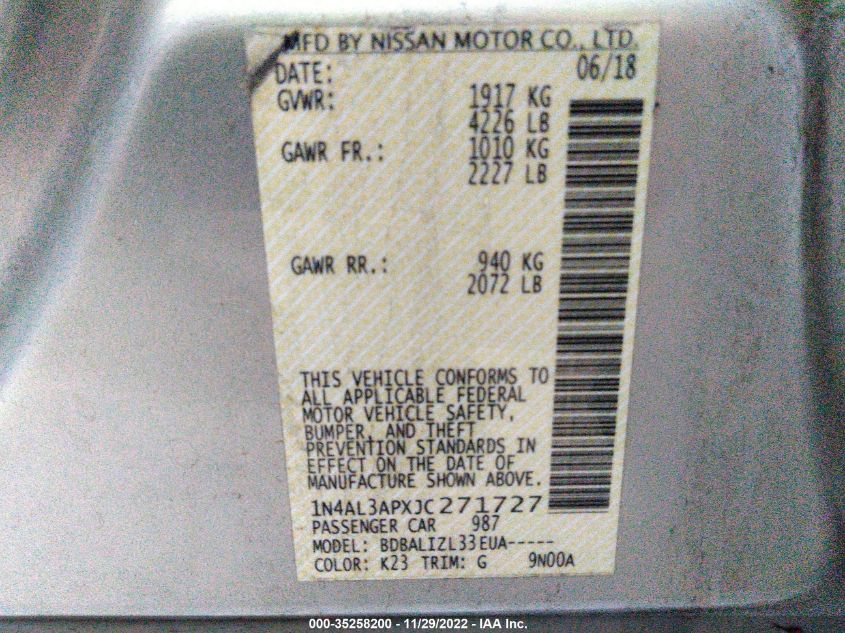 MFD BY NISSAN MOTOR CO., LTD.
DATE: 06/18
GVWR: 1917 KG
4226 LB
GAWR FR.: 1010 KG
2227 LB
GAWR RR.: 940 KG
2072 LB
THIS VEHICLE CONFORMS TO
ALL APPLICABLE FEDERAL
MOTOR VEHICLE SAFETY,
BUMPER, AND THEFT
PREVENTION STANDARDS IN
EFFECT ON THE DATE OF
MANUFACTURE SHOWN ABOVE.
1N4AL3APXJC271727
PASSENGER CAR 987
MODEL: BDBALIZL33EUA-----
COLOR: K23 TRIM: G 9N00A
000-35258200 - 11/29/2022 - IAA Inc.